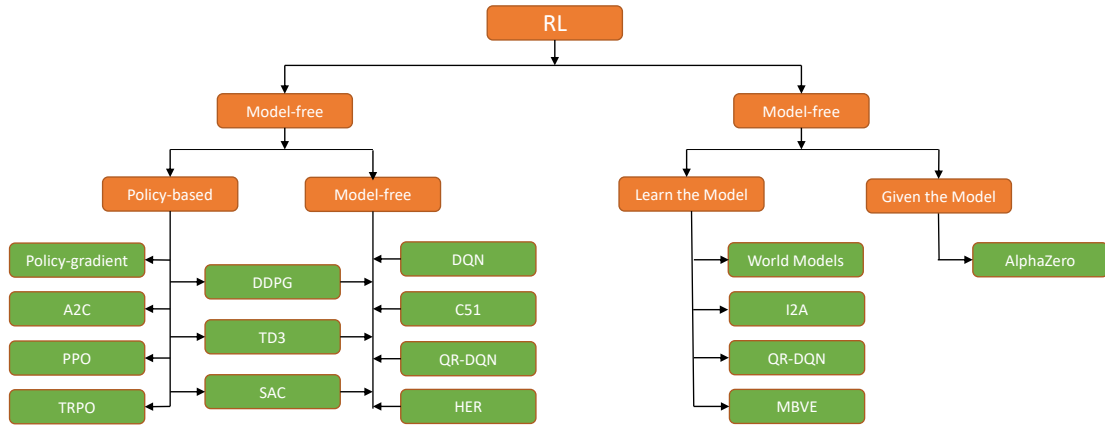 RL
Model-free
Model-free
Policy-based
Model-free
Learn the Model
Given the Model
Policy-gradient
DQN
World Models
AlphaZero
DDPG
A2C
C51
I2A
TD3
PPO
QR-DQN
QR-DQN
SAC
TRPO
HER
MBVE